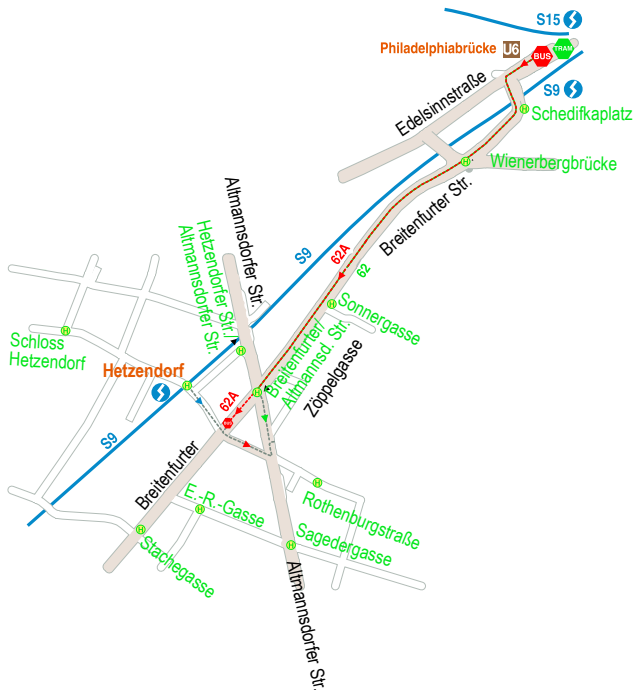 S15
Philadelphiabrücke U6
BUS
TRAM
S9
Edelsinnstraße
Schedifkaplatz
Wienerbergbrücke
Breitenfurter Str.
Altmannsdorfer Str.
Hetzendorfer Str./
Altmannsdorfer Str.
S9
62A
62
Sonnergasse
Schloss
Hetzendorf
Hetzendorf
Breitenfurter/
Altmannsd. Str.
Zöppelgasse
62A
S9
Breitenfurter
E.-R.-Gasse
Rothenburgstraße
Stachegasse
Sagedergasse
Altmannsdorfer Str.
H
H
H
H
H
H
H
H
H
H
H
H